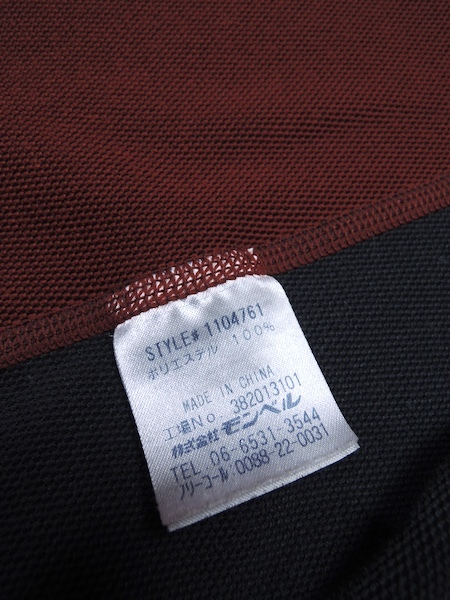 STYLE# 1104761
ポリエステル 100%
MADE IN CHINA
工場No. 382013101
株式会社モンベル
TEL 06-6531-3544
フリーコール 0088-22-0031